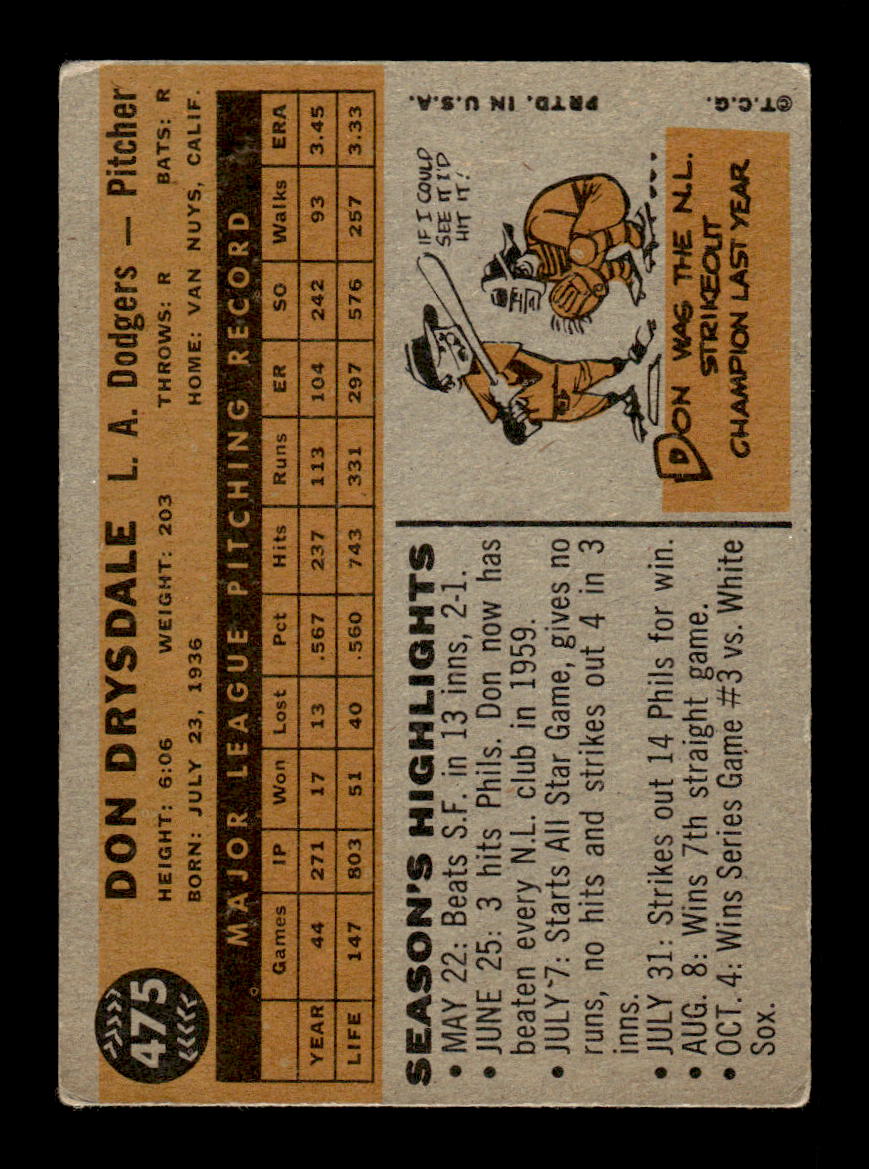 475
DON DRYSDALE L. A. Dodgers — Pitcher
HEIGHT: 6:06 WEIGHT: 203 THROWS: R BATS: R
BORN: JULY 23, 1936 HOME: VAN NUYS, CALIF.
MAJOR LEAGUE PITCHING RECORD
Games IP Won Lost Pct Hits Runs ER SO Walks ERA
YEAR 44 271 17 13 .567 237 113 104 242 93 3.45
LIFE 147 803 51 40 .560 743 331 297 576 257 3.33
SEASON'S HIGHLIGHTS
• MAY 22: Beats S.F. in 13 inns, 2-1.
• JUNE 25: 3 hits Phils. Don now has
beaten every N.L. club in 1959.
• JULY 7: Starts All Star Game, gives no
runs, no hits and strikes out 4 in 3
inns.
• JULY 31: Strikes out 14 Phils for win.
• AUG. 8: Wins 7th straight game.
• OCT. 4: Wins Series Game #3 vs. White
Sox.
IF I COULD
SEE IT I'D
HIT IT!
DON WAS THE N.L.
STRIKEOUT
CHAMPION LAST YEAR
©T.C.G. PRTD. IN U.S.A.